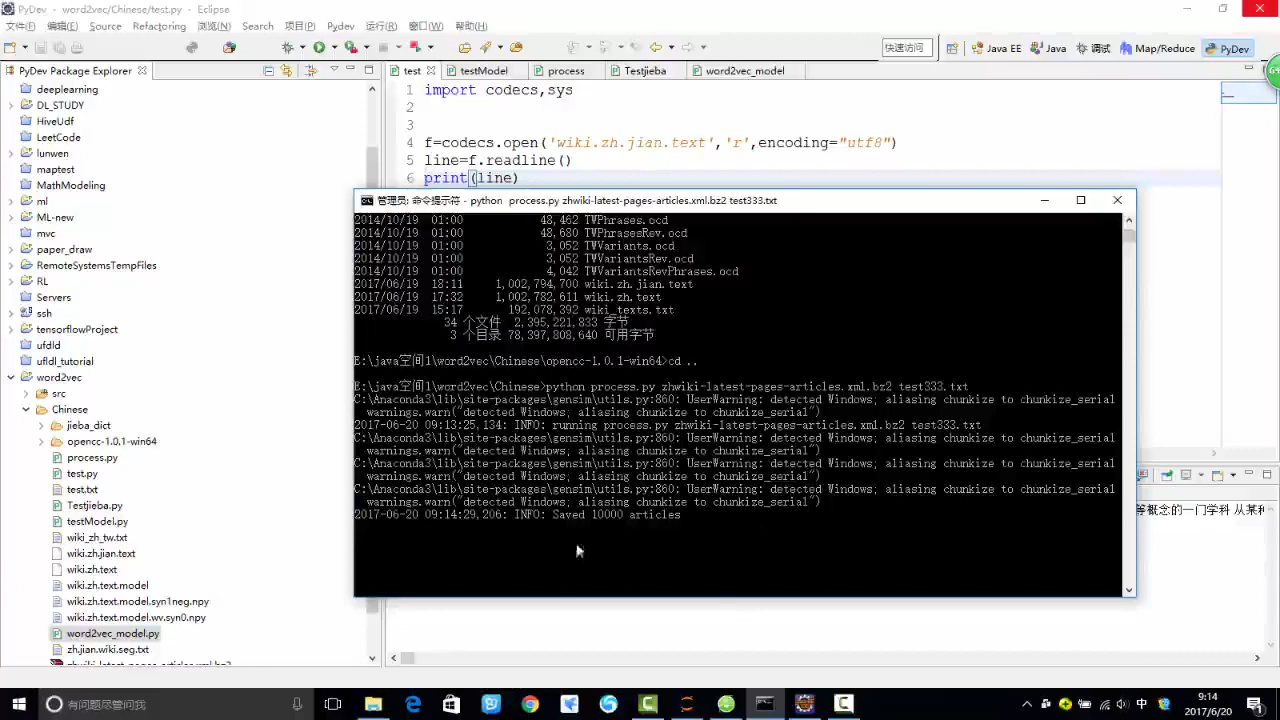 PyDev - word2vec/Chinese/test.py - Eclipse
文件(F) 编辑(E) Source Refactoring 浏览(N) Search 项目(P) Pydev 运行(R) 窗口(W) 帮助(H)
快速访问 Java EE Java 调试 Map/Reduce PyDev
PyDev Package Explorer
deeplearning
DL_STUDY
HiveUdf
LeetCode
lunwen
maptest
MathModeling
ml
ML-new
mvc
paper_draw
RemoteSystemsTempFiles
RL
Servers
ssh
tensorflowProject
ufldl
ufldl_tutorial
word2vec
src
Chinese
jieba_dict
opencc-1.0.1-win64
process.py
test.py
test.txt
Testjieba.py
testModel.py
wiki_zh_tw.txt
wiki.zh.jian.text
wiki.zh.text
wiki.zh.text.model
wiki.zh.text.model.syn1neg.npy
wiki.zh.text.model.wv.syn0.npy
word2vec_model.py
zh.jian.wiki.seg.txt
zhwiki-latest-pages-articles.xml.bz2
test testModel process Testjieba word2vec_model
1 import codecs,sys
2
3
4 f=codecs.open('wiki.zh.jian.text','r',encoding="utf8")
5 line=f.readline()
6 print(line)
管理员: 命令提示符 - python process.py zhwiki-latest-pages-articles.xml.bz2 test333.txt
2014/10/19 01:00 48,462 TWPhrases.ocd
2014/10/19 01:00 48,680 TWPhrasesRev.ocd
2014/10/19 01:00 3,052 TWVariants.ocd
2014/10/19 01:00 3,052 TWVariantsRev.ocd
2014/10/19 01:00 4,042 TWVariantsRevPhrases.ocd
2017/06/19 18:11 1,002,794,700 wiki.zh.jian.text
2017/06/19 17:32 1,002,782,611 wiki.zh.text
2017/06/19 15:17 192,078,392 wiki_texts.txt
34 个文件 2,395,221,833 字节
3 个目录 78,397,808,640 可用字节
E:\java空间1\word2vec\Chinese\opencc-1.0.1-win64>cd ..
E:\java空间1\word2vec\Chinese>python process.py zhwiki-latest-pages-articles.xml.bz2 test333.txt
C:\Anaconda3\lib\site-packages\gensim\utils.py:860: UserWarning: detected Windows; aliasing chunkize to chunkize_serial
warnings.warn("detected Windows; aliasing chunkize to chunkize_serial")
2017-06-20 09:13:25,134: INFO: running process.py zhwiki-latest-pages-articles.xml.bz2 test333.txt
C:\Anaconda3\lib\site-packages\gensim\utils.py:860: UserWarning: detected Windows; aliasing chunkize to chunkize_serial
warnings.warn("detected Windows; aliasing chunkize to chunkize_serial")
C:\Anaconda3\lib\site-packages\gensim\utils.py:860: UserWarning: detected Windows; aliasing chunkize to chunkize_serial
warnings.warn("detected Windows; aliasing chunkize to chunkize_serial")
C:\Anaconda3\lib\site-packages\gensim\utils.py:860: UserWarning: detected Windows; aliasing chunkize to chunkize_serial
warnings.warn("detected Windows; aliasing chunkize to chunkize_serial")
2017-06-20 09:14:29,206: INFO: Saved 10000 articles
等概念的一门学科 从某种
有问题尽管问我
中
9:14
2017/6/20